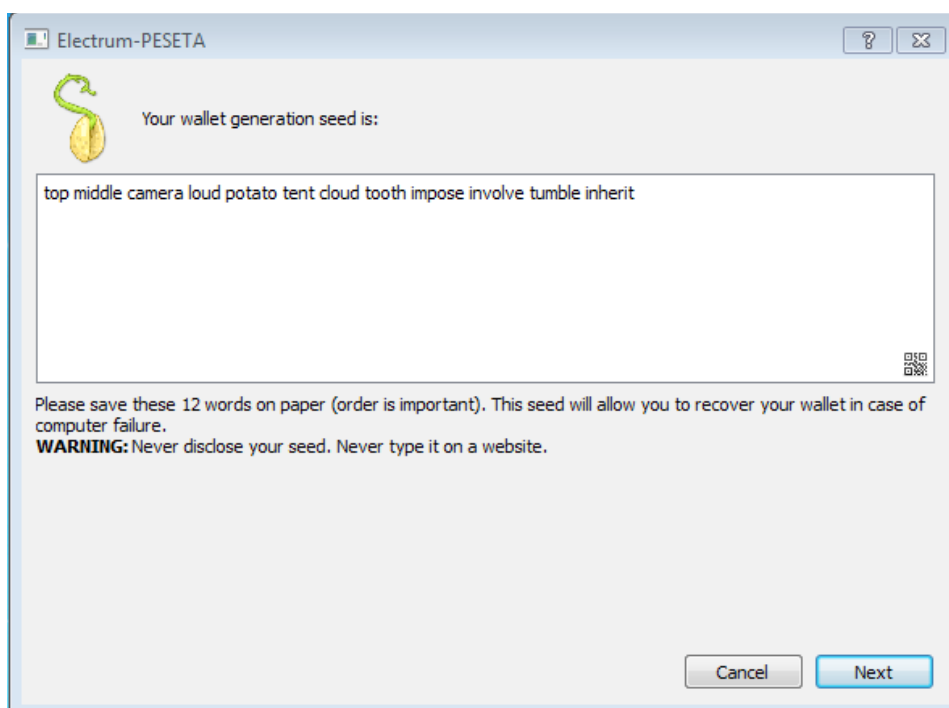 Electrum-PESETA
Your wallet generation seed is:
top middle camera loud potato tent cloud tooth impose involve tumble inherit
Please save these 12 words on paper (order is important). This seed will allow you to recover your wallet in case of
computer failure.
WARNING: Never disclose your seed. Never type it on a website.
Cancel Next